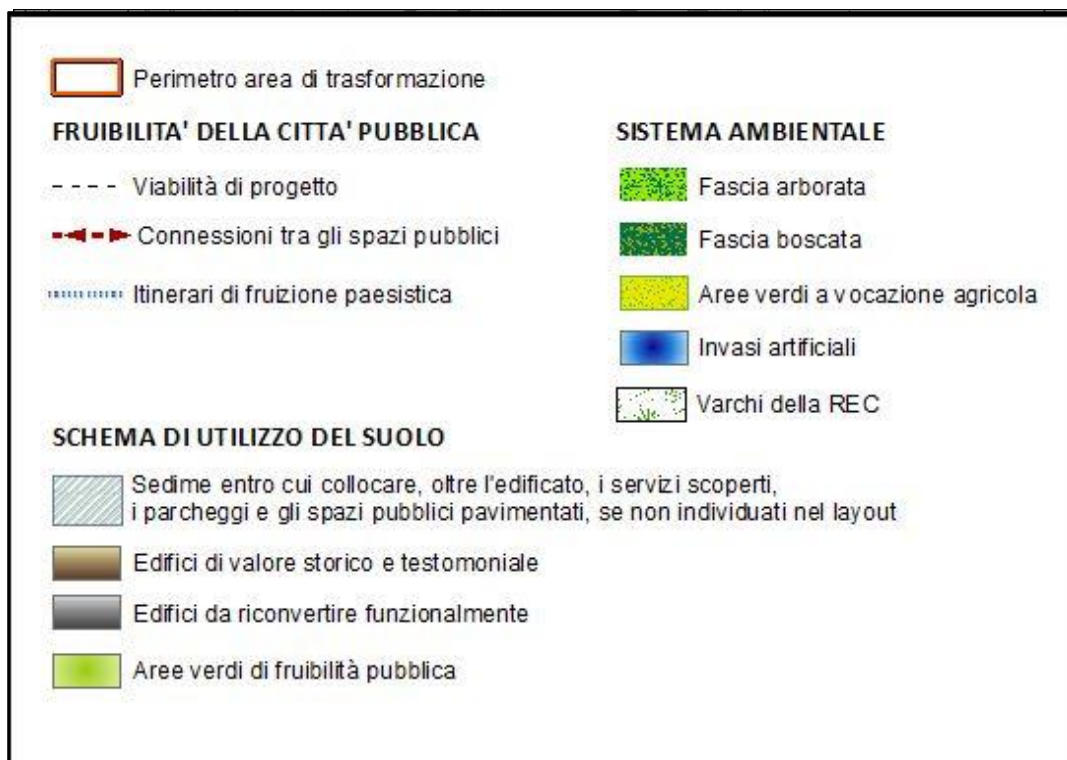 Perimetro area di trasformazione
FRUIBILITA' DELLA CITTA' PUBBLICA
Viabilità di progetto
Connessioni tra gli spazi pubblici
Itinerari di fruizione paesistica
SISTEMA AMBIENTALE
Fascia arborata
Fascia boscata
Aree verdi a vocazione agricola
Invasi artificiali
Varchi della REC
SCHEMA DI UTILIZZO DEL SUOLO
Sedime entro cui collocare, oltre l'edificato, i servizi scoperti,
i parcheggi e gli spazi pubblici pavimentati, se non individuati nel layout
Edifici di valore storico e testomoniale
Edifici da riconvertire funzionalmente
Aree verdi di fruibilità pubblica